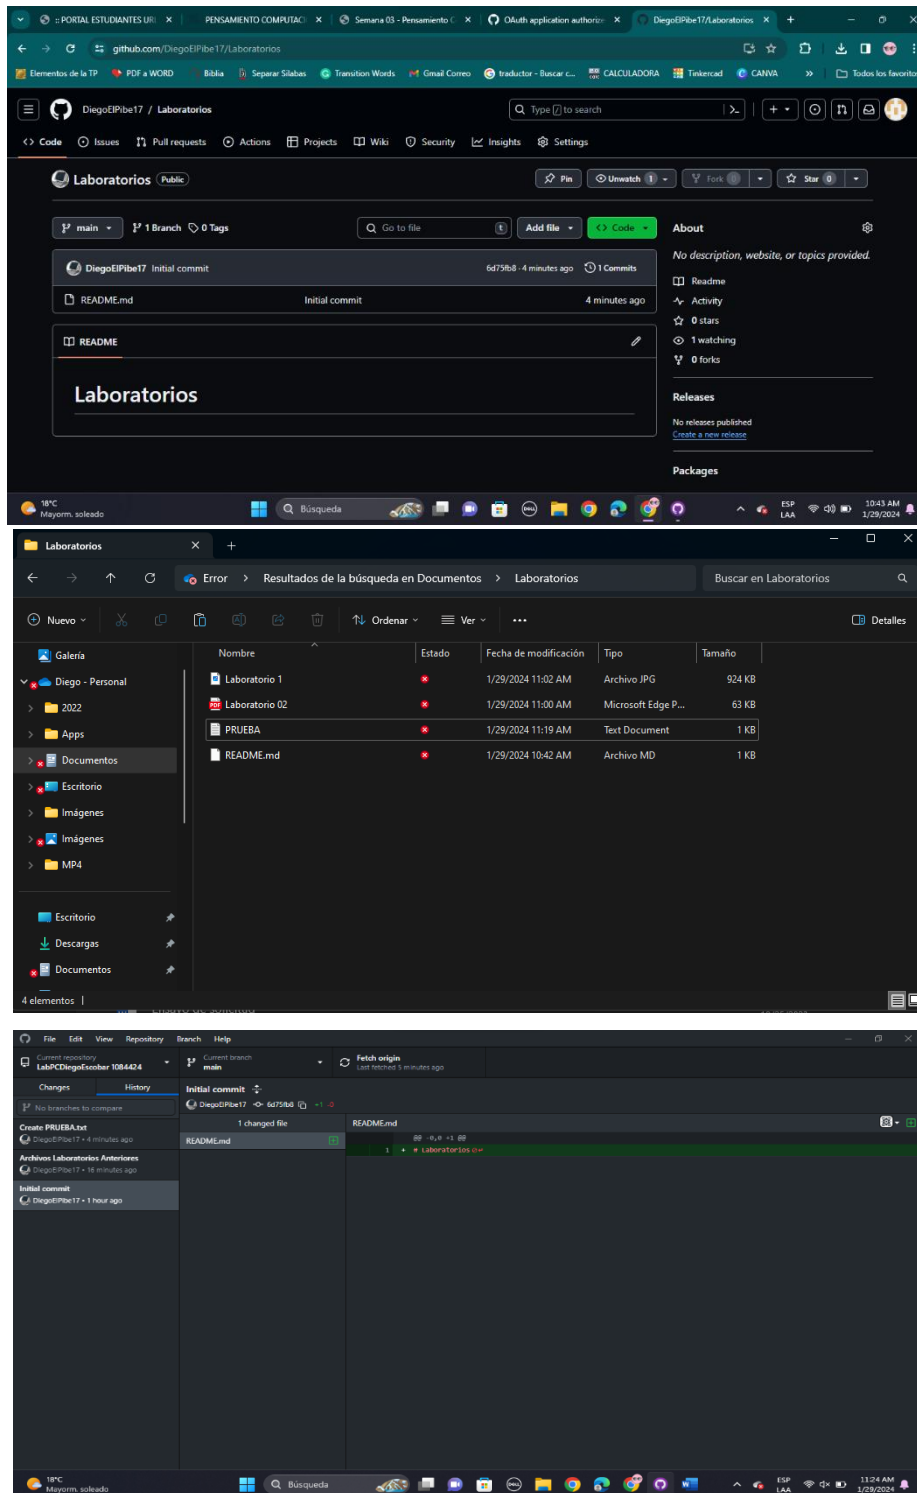 :: PORTAL ESTUDIANTES URL
PENSAMIENTO COMPUTAC
Semana 03 - Pensamiento C
OAuth application authoriz
DiegoElPibe17/Laboratorios
github.com/DiegoElPibe17/Laboratorios
Elementos de la TP PDF a WORD Biblia Separar Silabas Transition Words Gmail Correo traductor - Buscar c... CALCULADORA Tinkercad CANVA » Todos los favorito
DiegoElPibe17 / Laboratorios
Type / to search
Code Issues Pull requests Actions Projects Wiki Security Insights Settings
Laboratorios Public
Pin Unwatch 1 Fork 0 Star 0
main 1 Branch 0 Tags Go to file t Add file Code
About
No description, website, or topics provided.
DiegoElPibe17 Initial commit 6d75fb8 · 4 minutes ago 1 Commits
README.md Initial commit 4 minutes ago
Readme
Activity
0 stars
1 watching
0 forks
README
Laboratorios
Releases
No releases published
Create a new release
Packages
18°C
Mayorm. soleado
Búsqueda
ESP
LAA
10:43 AM
1/29/2024
Laboratorios
Error > Resultados de la búsqueda en Documentos > Laboratorios
Buscar en Laboratorios
Nuevo Ordenar Ver ... Detalles
Galería
Diego - Personal
2022
Apps
Documentos
Escritorio
Imágenes
Imágenes
MP4
Escritorio
Descargas
Documentos
Nombre Estado Fecha de modificación Tipo Tamaño
Laboratorio 1 1/29/2024 11:02 AM Archivo JPG 924 KB
Laboratorio 02 1/29/2024 11:00 AM Microsoft Edge P... 63 KB
PRUEBA 1/29/2024 11:19 AM Text Document 1 KB
README.md 1/29/2024 10:42 AM Archivo MD 1 KB
4 elementos
File Edit View Repository Branch Help
Current repository
LabPCDiegoEscobar 1084424
Current branch
main
Fetch origin
Last fetched 5 minutes ago
Changes History
No branches to compare
Create PRUEBA.txt
DiegoElPibe17 • 4 minutes ago
Archivos Laboratorios Anteriores
DiegoElPibe17 • 16 minutes ago
Initial commit
DiegoElPibe17 • 1 hour ago
Initial commit
DiegoElPibe17 6d75fb8 +1 -0
1 changed file
README.md
README.md
@@ -0,0 +1 @@
1 + # Laboratorios
18°C
Mayorm. soleado
Búsqueda
ESP
LAA
11:24 AM
1/29/2024